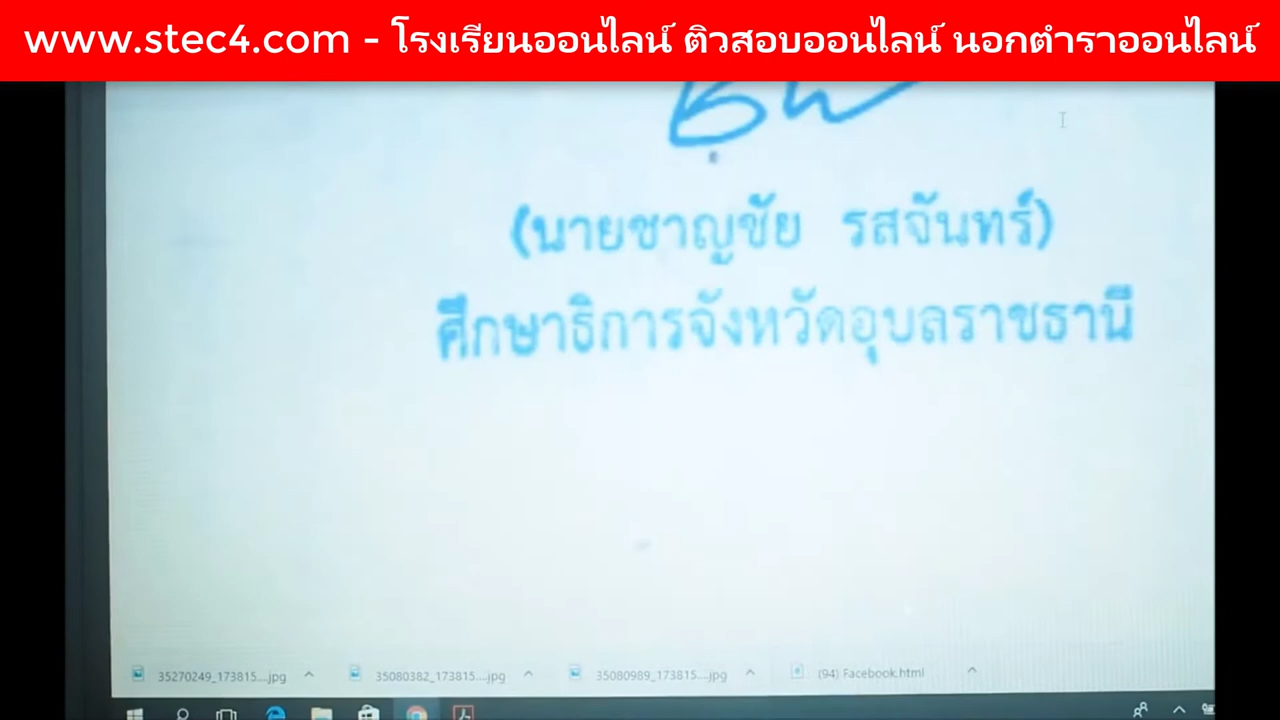 www.stec4.com - โรงเรียนออนไลน์ ติวสอบออนไลน์ นอกตำราออนไลน์
(นายชาญชัย รสจันทร์)
ศึกษาธิการจังหวัดอุบลราชธานี
35270249_173815....jpg 35080382_173815....jpg 35080989_173815....jpg (94) Facebook.html